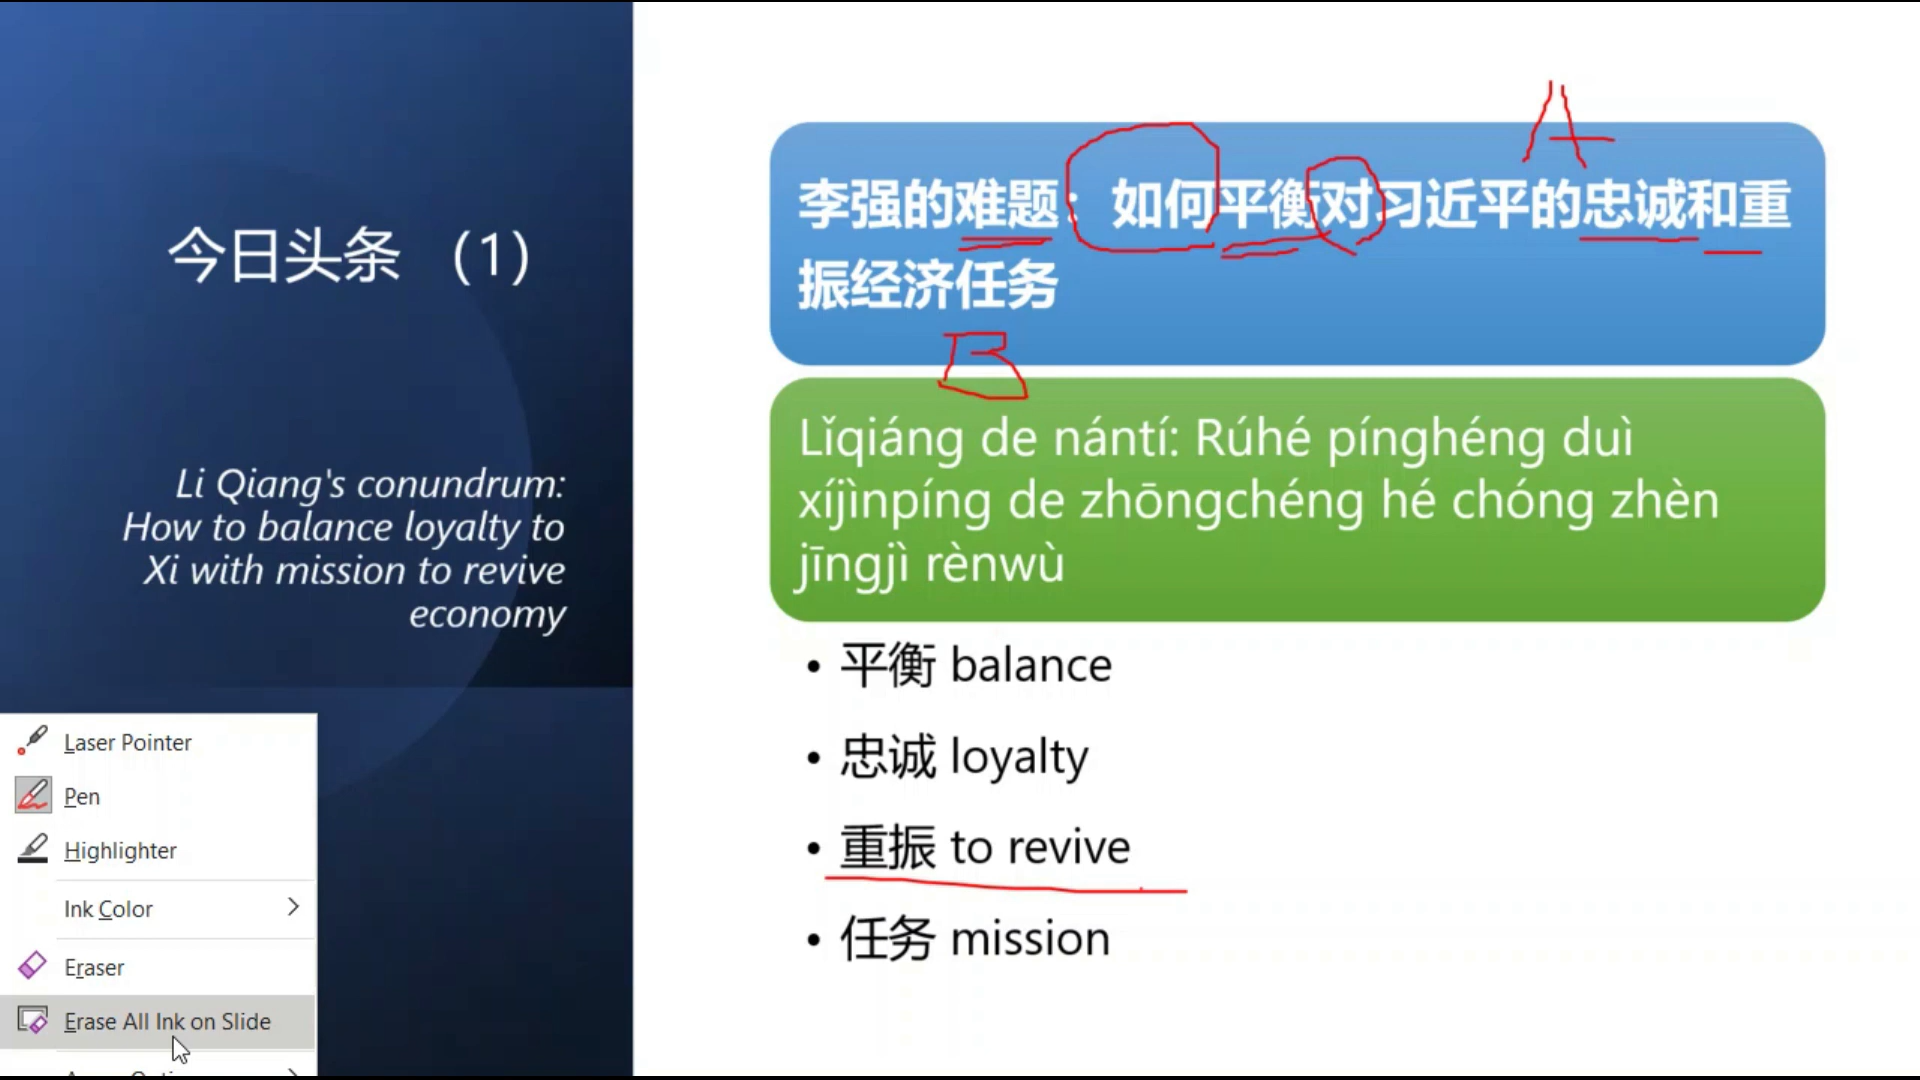 今日头条 （1）
Li Qiang's conundrum:
How to balance loyalty to
Xi with mission to revive
economy
A
李强的难题：如何平衡对习近平的忠诚和重
振经济任务
B
Lǐqiáng de nántí: Rúhé pínghéng duì
xíjìnpíng de zhōngchéng hé chóng zhèn
jīngjì rènwù
• 平衡 balance
• 忠诚 loyalty
• 重振 to revive
• 任务 mission
Laser Pointer
Pen
Highlighter
Ink Color
Eraser
Erase All Ink on Slide